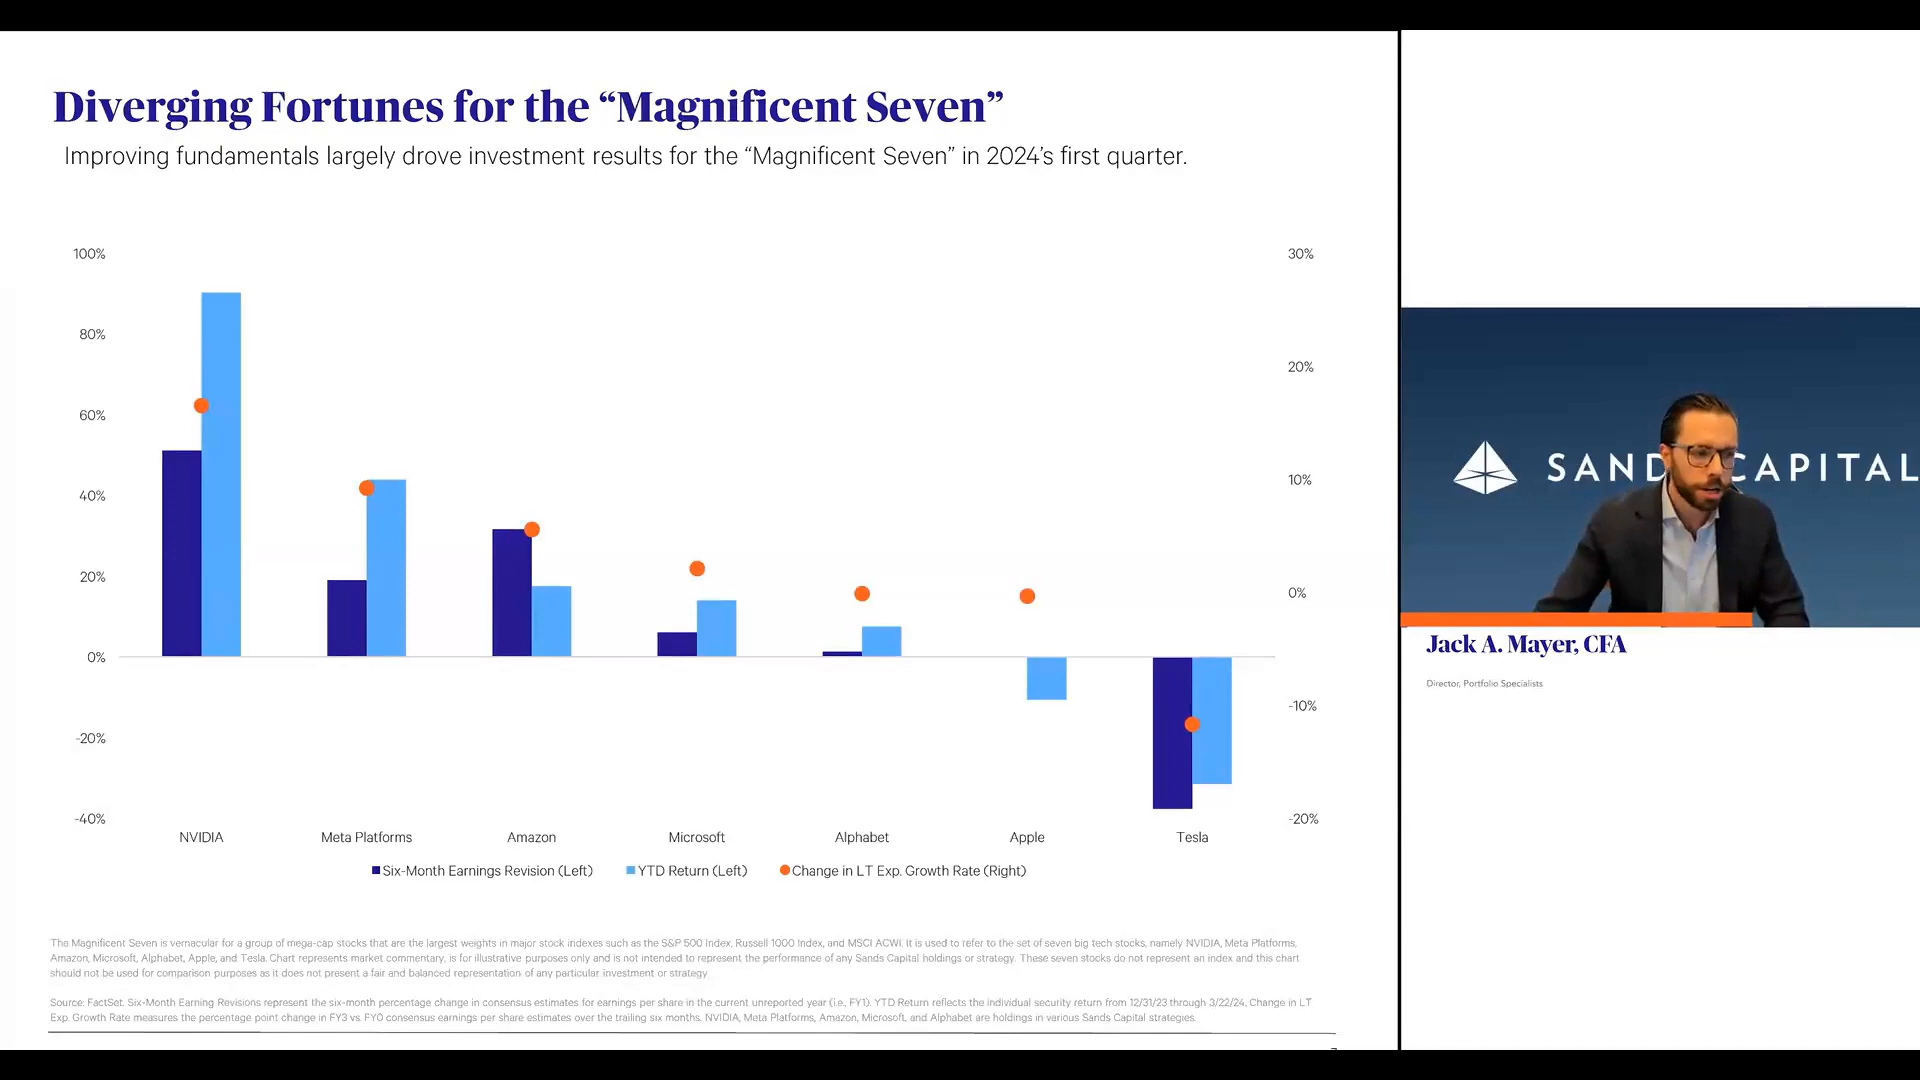 Diverging Fortunes for the “Magnificent Seven”
Improving fundamentals largely drove investment results for the “Magnificent Seven” in 2024’s first quarter.
100%
80%
60%
40%
20%
0%
-20%
-40%
30%
20%
10%
0%
-10%
-20%
NVIDIA
Meta Platforms
Amazon
Microsoft
Alphabet
Apple
Tesla
Six-Month Earnings Revision (Left)
YTD Return (Left)
Change in LT Exp. Growth Rate (Right)
The Magnificent Seven is vernacular for a group of mega-cap stocks that are the largest weights in major stock indexes such as the S&P 500 Index, Russell 1000 Index, and MSCI ACWI. It is used to refer to the set of seven big tech stocks, namely NVIDIA, Meta Platforms,
Amazon, Microsoft, Alphabet, Apple, and Tesla. Chart represents market commentary, is for illustrative purposes only and is not intended to represent the performance of any Sands Capital holdings or strategy. These seven stocks do not represent an index and this chart
should not be used for comparison purposes as it does not present a fair and balanced representation of any particular investment or strategy
Source: FactSet. Six-Month Earning Revisions represent the six-month percentage change in consensus estimates for earnings per share in the current unreported year (i.e., FY1). YTD Return reflects the individual security return from 12/31/23 through 3/22/24. Change in LT
Exp. Growth Rate measures the percentage point change in FY3 vs. FY0 consensus earnings per share estimates over the trailing six months. NVIDIA, Meta Platforms, Amazon, Microsoft, and Alphabet are holdings in various Sands Capital strategies.
SAND CAPITAL
Jack A. Mayer, CFA
Director, Portfolio Specialists